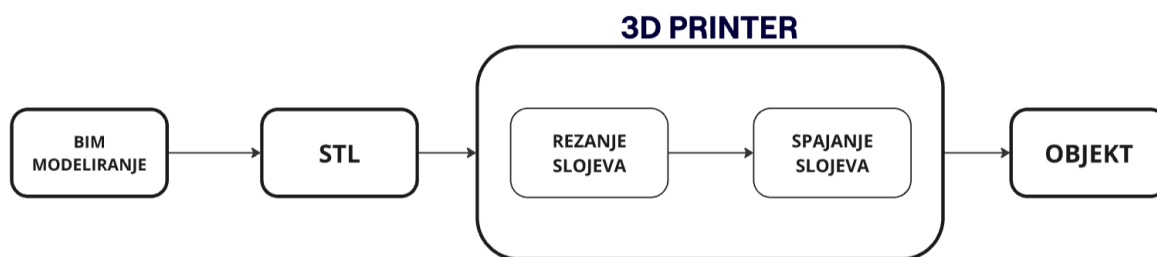 3D PRINTER
BIM
MODELIRANJE
STL
REZANJE
SLOJEVA
SPAJANJE
SLOJEVA
OBJEKT